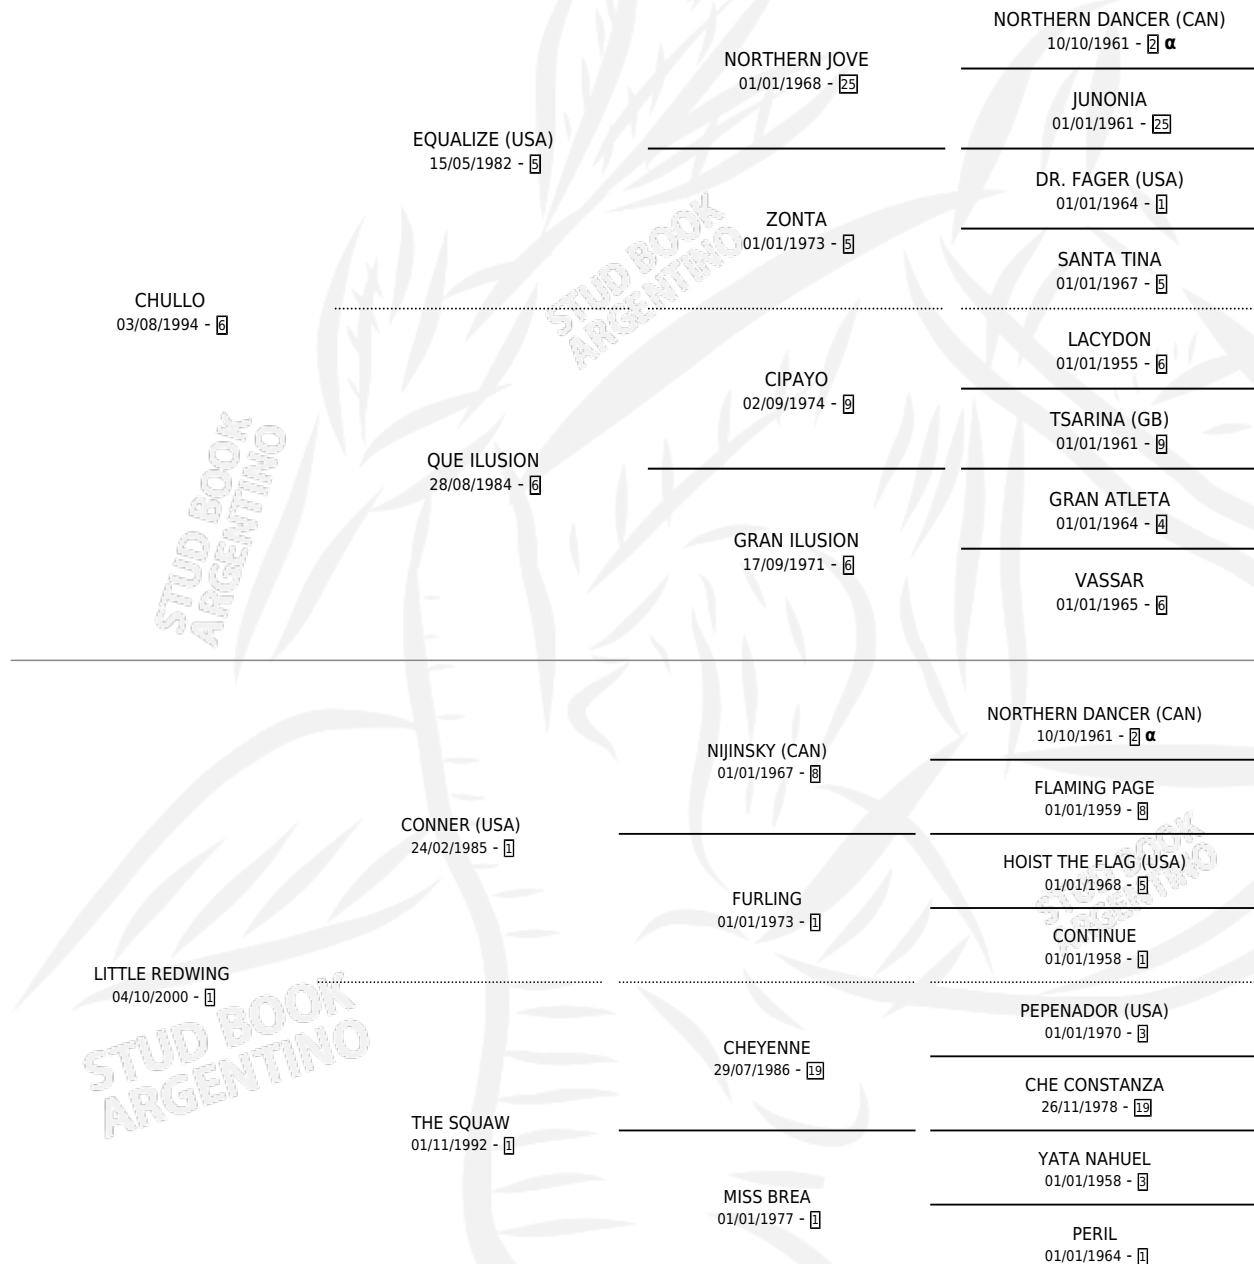 NORTHERN DANCER (CAN)
10/10/1961 - 2 α
NORTHERN JOVE
01/01/1968 - 25
JUNONIA
01/01/1961 - 25
EQUALIZE (USA)
15/05/1982 - 5
DR. FAGER (USA)
01/01/1964 - 1
ZONTA
01/01/1973 - 5
SANTA TINA
01/01/1967 - 5
STUD BOOK
ARGENTINO
CHULLO
03/08/1994 - 6
LACYDON
01/01/1955 - 6
CIPAYO
02/09/1974 - 9
TSARINA (GB)
01/01/1961 - 9
QUE ILUSION
28/08/1984 - 6
GRAN ATLETA
01/01/1964 - 4
GRAN ILUSION
17/09/1971 - 6
VASSAR
01/01/1965 - 6
STUD BOOK
ARGENTINO
NORTHERN DANCER (CAN)
10/10/1961 - 2 α
NIJINSKY (CAN)
01/01/1967 - 8
FLAMING PAGE
01/01/1959 - 8
CONNER (USA)
24/02/1985 - 1
HOIST THE FLAG (USA)
01/01/1968 - 5
FURLING
01/01/1973 - 1
CONTINUE
01/01/1958 - 1
STUD BOOK
ARGENTINO
LITTLE REDWING
04/10/2000 - 1
PEPENADOR (USA)
01/01/1970 - 3
CHEYENNE
29/07/1986 - 19
CHE CONSTANZA
26/11/1978 - 19
THE SQUAW
01/11/1992 - 1
YATA NAHUEL
01/01/1958 - 3
MISS BREA
01/01/1977 - 1
PERIL
01/01/1964 - 1
STUD BOOK
ARGENTINO